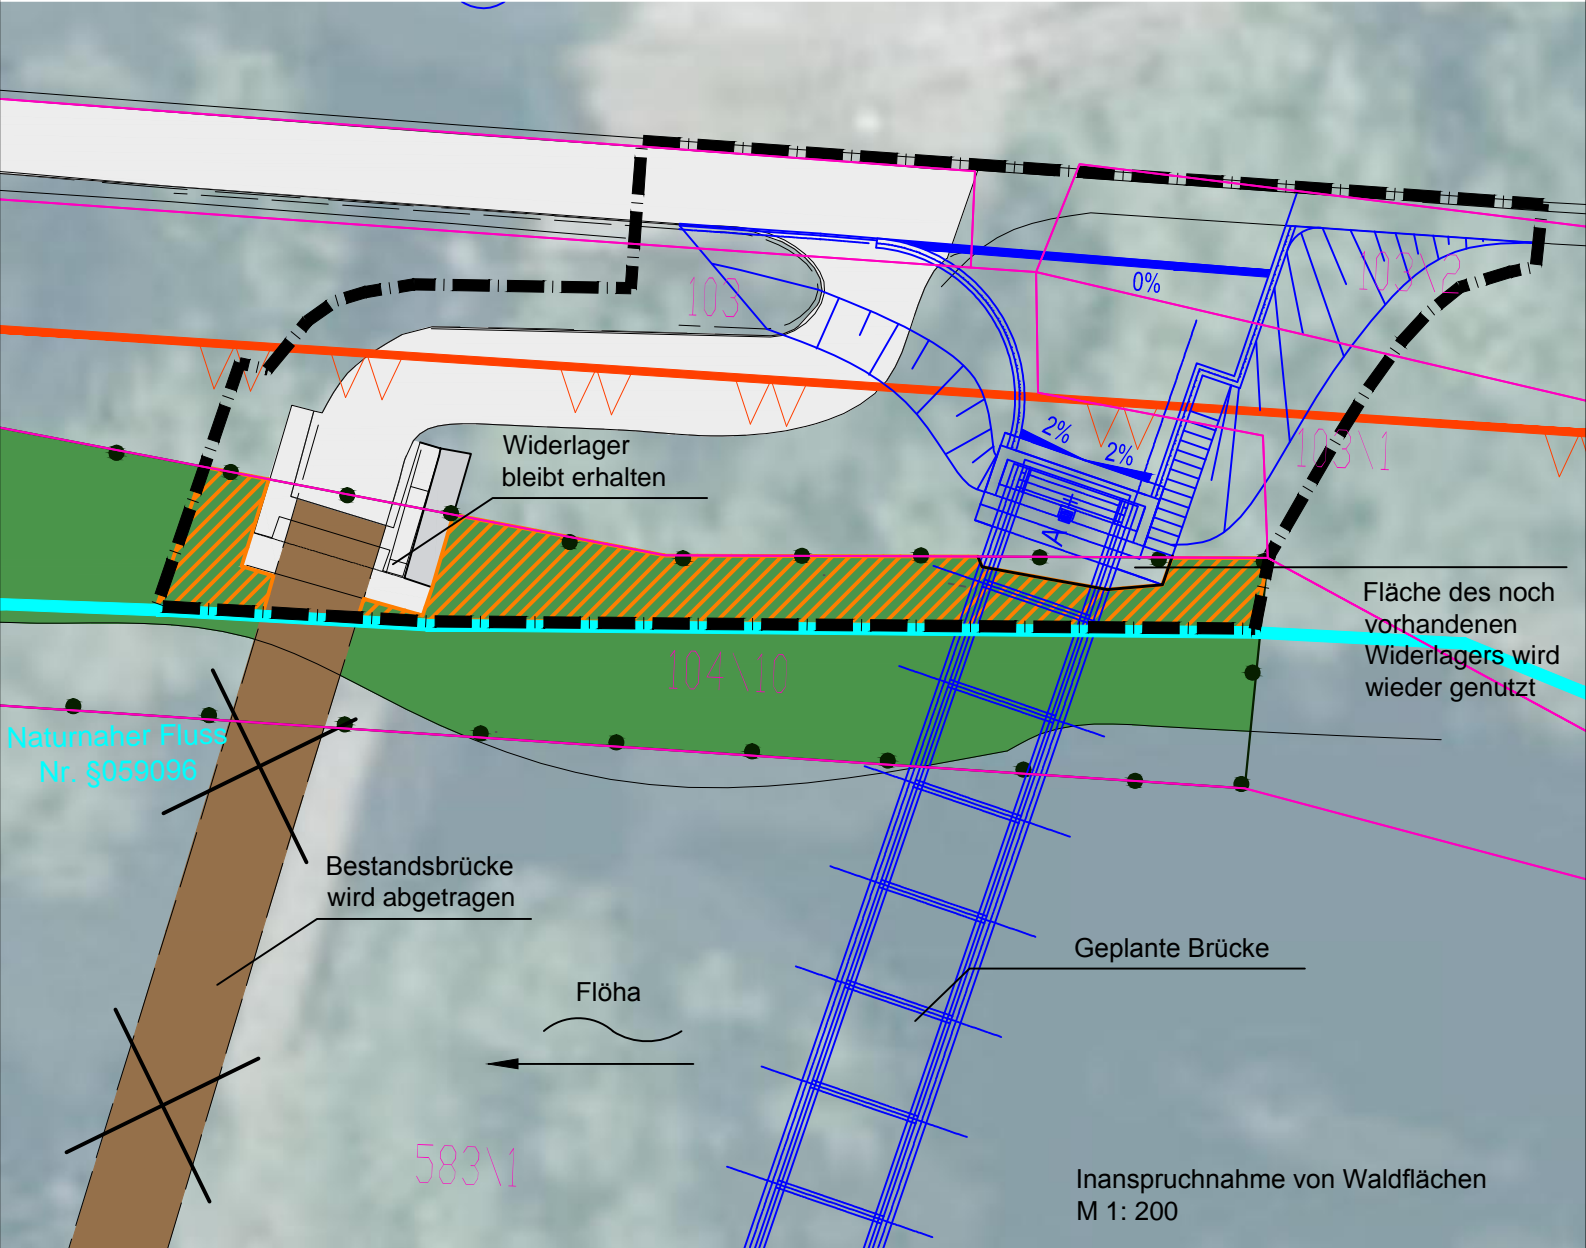 103
0%
103\2
2%
2%
103\1
Widerlager
bleibt erhalten
A
Fläche des noch
vorhandenen
Widerlagers wird
wieder genutzt
104\10
Naturnaher Fluss
Nr. §059096
Bestandsbrücke
wird abgetragen
Geplante Brücke
Flöha
583\1
Inanspruchnahme von Waldflächen
M 1: 200